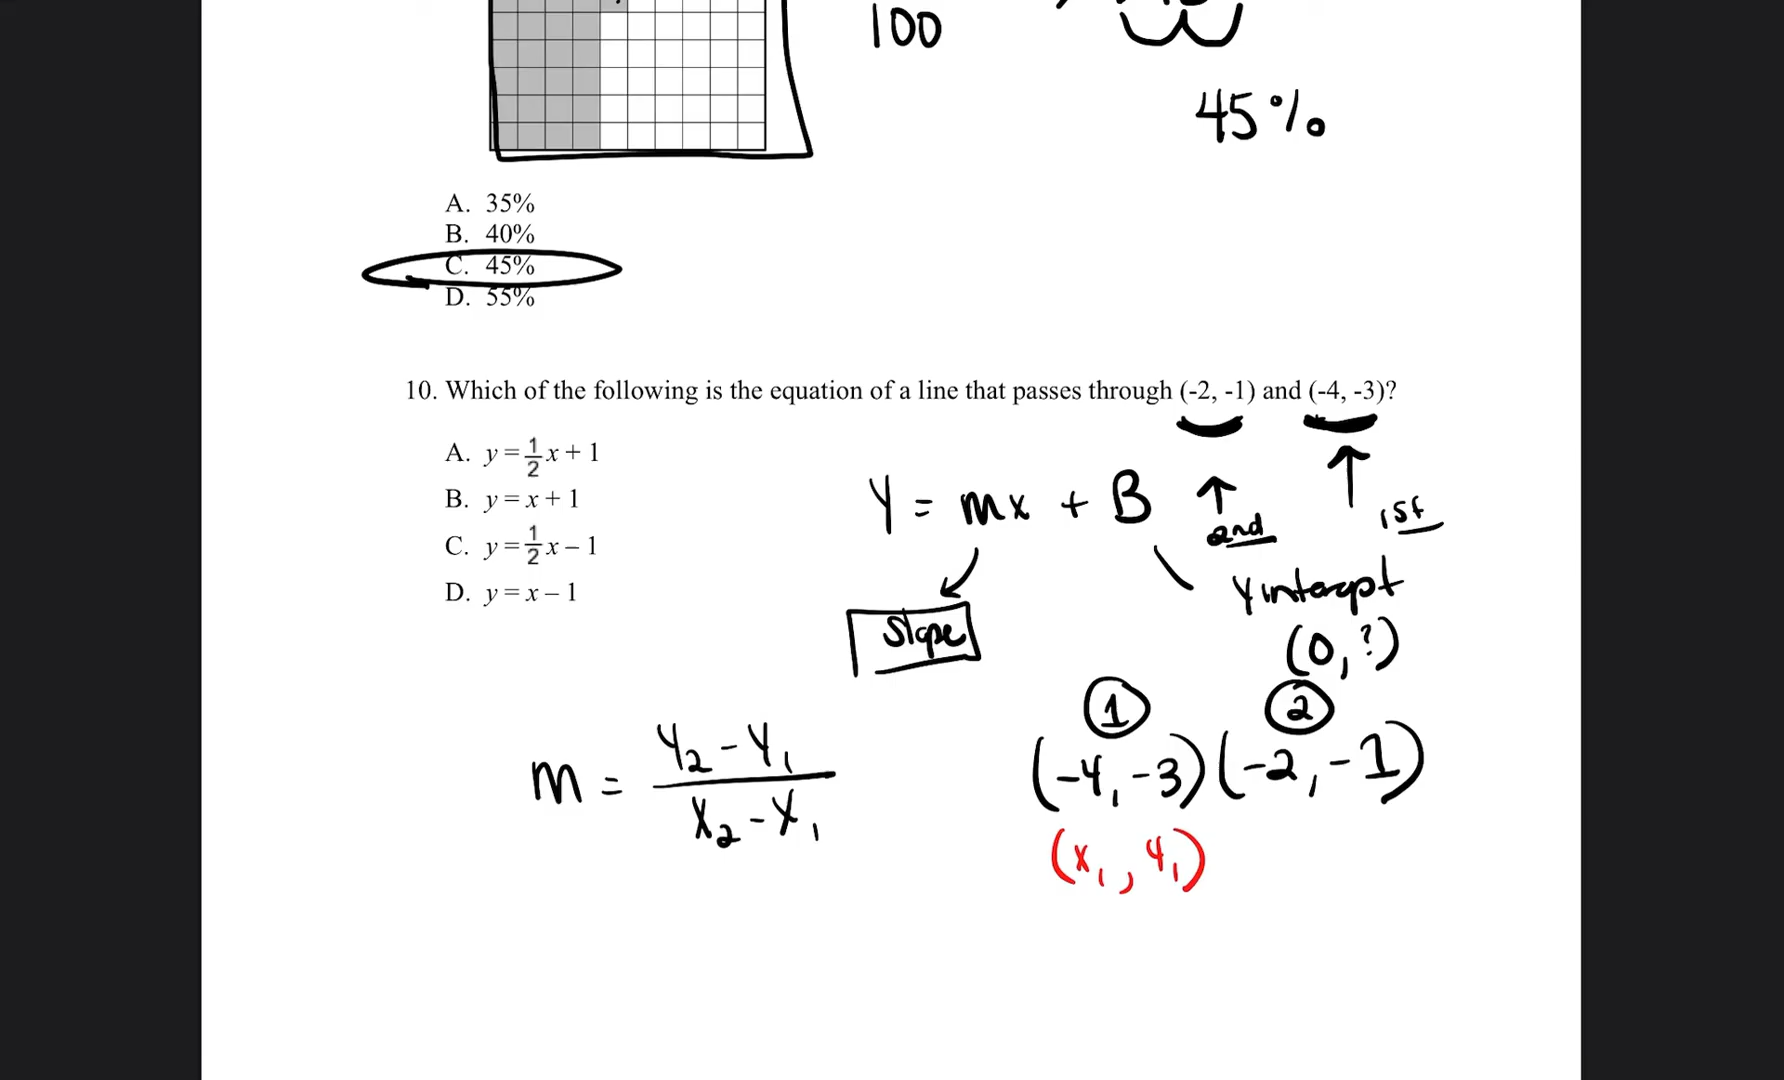 100
45%
A. 35%
B. 40%
C. 45%
D. 55%
10. Which of the following is the equation of a line that passes through (-2, -1) and (-4, -3)?
A. y = 1/2 x + 1
B. y = x + 1
C. y = 1/2 x – 1
D. y = x – 1
Y = mx + B
2nd
1st
Slope
Y intercept
(0, ?)
1 2
m = Y2 - Y1 / X2 - X1
(-4, -3) (-2, -1)
(x1, y1)